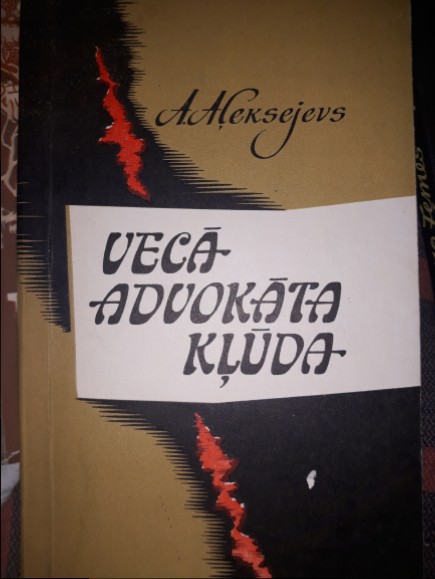 A. Aļeksejevs
VECĀ
ADVOKĀTA
KĻŪDA